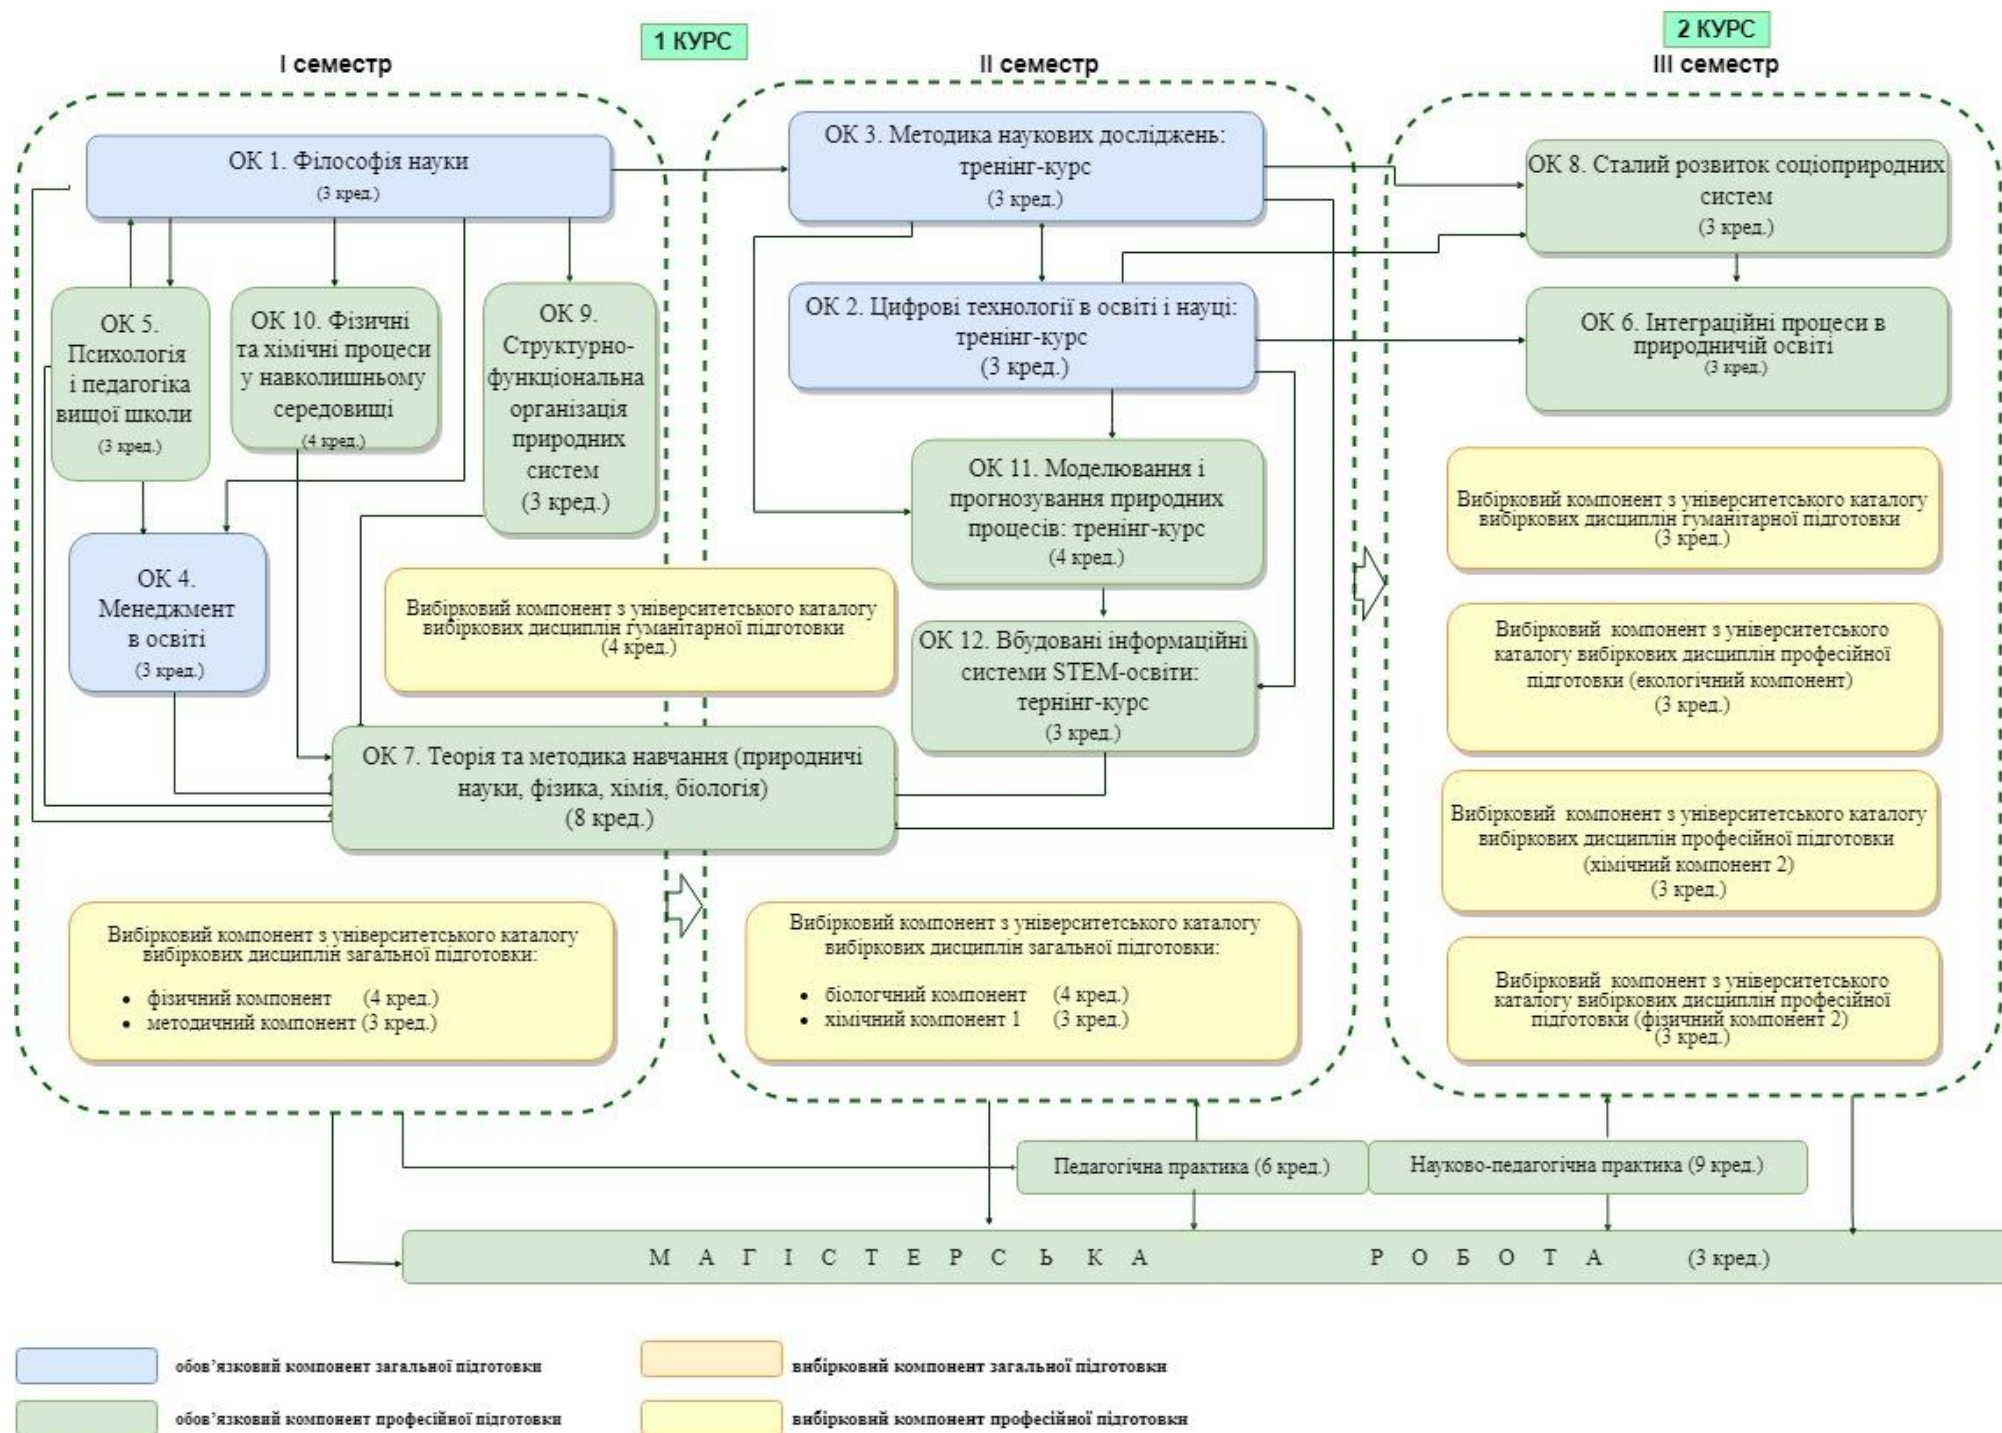 1 КУРС
2 КУРС
I семестр
II семестр
III семестр
ОК 1. Філософія науки
(3 кред.)
ОК 5.
Психологія
і педагогіка
вищої школи
(3 кред.)
ОК 10. Фізичні
та хімічні процеси
у навколишньому
середовищі
(4 кред.)
ОК 9.
Структурно-
функціональна
організація
природних
систем
(3 кред.)
ОК 4.
Менеджмент
в освіті
(3 кред.)
Вибірковий компонент з університетського каталогу
вибіркових дисциплін гуманітарної підготовки
(4 кред.)
ОК 7. Теорія та методика навчання (природничі
науки, фізика, хімія, біологія)
(8 кред.)
Вибірковий компонент з університетського каталогу
вибіркових дисциплін загальної підготовки:
• фізичний компонент (4 кред.)
• методичний компонент (3 кред.)
ОК 3. Методика наукових досліджень:
тренінг-курс
(3 кред.)
ОК 2. Цифрові технології в освіті і науці:
тренінг-курс
(3 кред.)
ОК 11. Моделювання і
прогнозування природних
процесів: тренінг-курс
(4 кред.)
ОК 12. Вбудовані інформаційні
системи STEM-освіти:
тернінг-курс
(3 кред.)
Вибірковий компонент з університетського каталогу
вибіркових дисциплін загальної підготовки:
• біологчний компонент (4 кред.)
• хімічний компонент 1 (3 кред.)
ОК 8. Сталий розвиток соціоприродних
систем
(3 кред.)
ОК 6. Інтеграційні процеси в
природничій освіті
(3 кред.)
Вибірковий компонент з університетського каталогу
вибіркових дисциплін гуманітарної підготовки
(3 кред.)
Вибірковий компонент з університетського
каталогу вибіркових дисциплін професійної
підготовки (екологічний компонент)
(3 кред.)
Вибірковий компонент з університетського каталогу
вибіркових дисциплін професійної підготовки
(хімічний компонент 2)
(3 кред.)
Вибірковий компонент з університетського
каталогу вибіркових дисциплін професійної
підготовки (фізичний компонент 2)
(3 кред.)
Педагогічна практика (6 кред.)
Науково-педагогічна практика (9 кред.)
М А Г І С Т Е Р С Ь К А Р О Б О Т А (3 кред.)
обов’язковий компонент загальної підготовки
вибірковий компонент загальної підготовки
обов’язковий компонент професійної підготовки
вибірковий компонент професійної підготовки